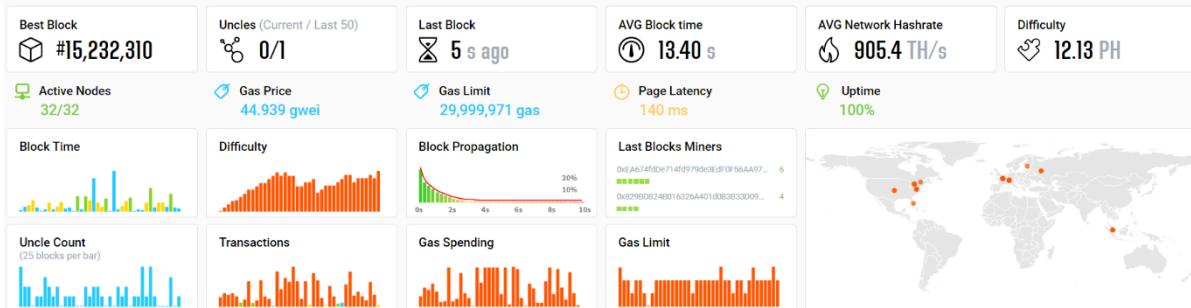 Best Block
#15,232,310
Uncles (Current / Last 50)
0/1
Last Block
5 s ago
AVG Block time
13.40 s
AVG Network Hashrate
905.4 TH/s
Difficulty
12.13 PH
Active Nodes
32/32
Gas Price
44.939 gwei
Gas Limit
29,999,971 gas
Page Latency
140 ms
Uptime
100%
Block Time
Difficulty
Block Propagation
20%
10%
0s 2s 4s 6s 8s 10s
Last Blocks Miners
0xEA674fdDe714fd979de3EdF0F56AA97... 6
0x829BD824B016326A401d083B33D09... 4
Uncle Count
(25 blocks per bar)
Transactions
Gas Spending
Gas Limit